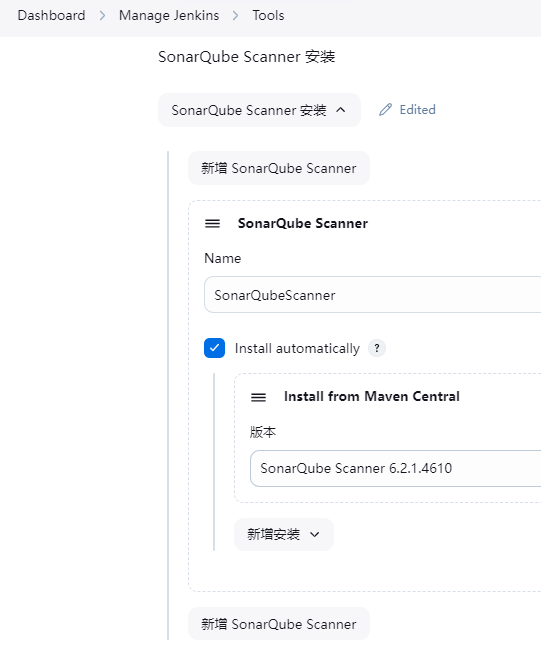 Dashboard > Manage Jenkins > Tools
SonarQube Scanner 安装
SonarQube Scanner 安装 Edited
新增 SonarQube Scanner
SonarQube Scanner
Name
SonarQubeScanner
Install automatically ?
Install from Maven Central
版本
SonarQube Scanner 6.2.1.4610
新增安装
新增 SonarQube Scanner